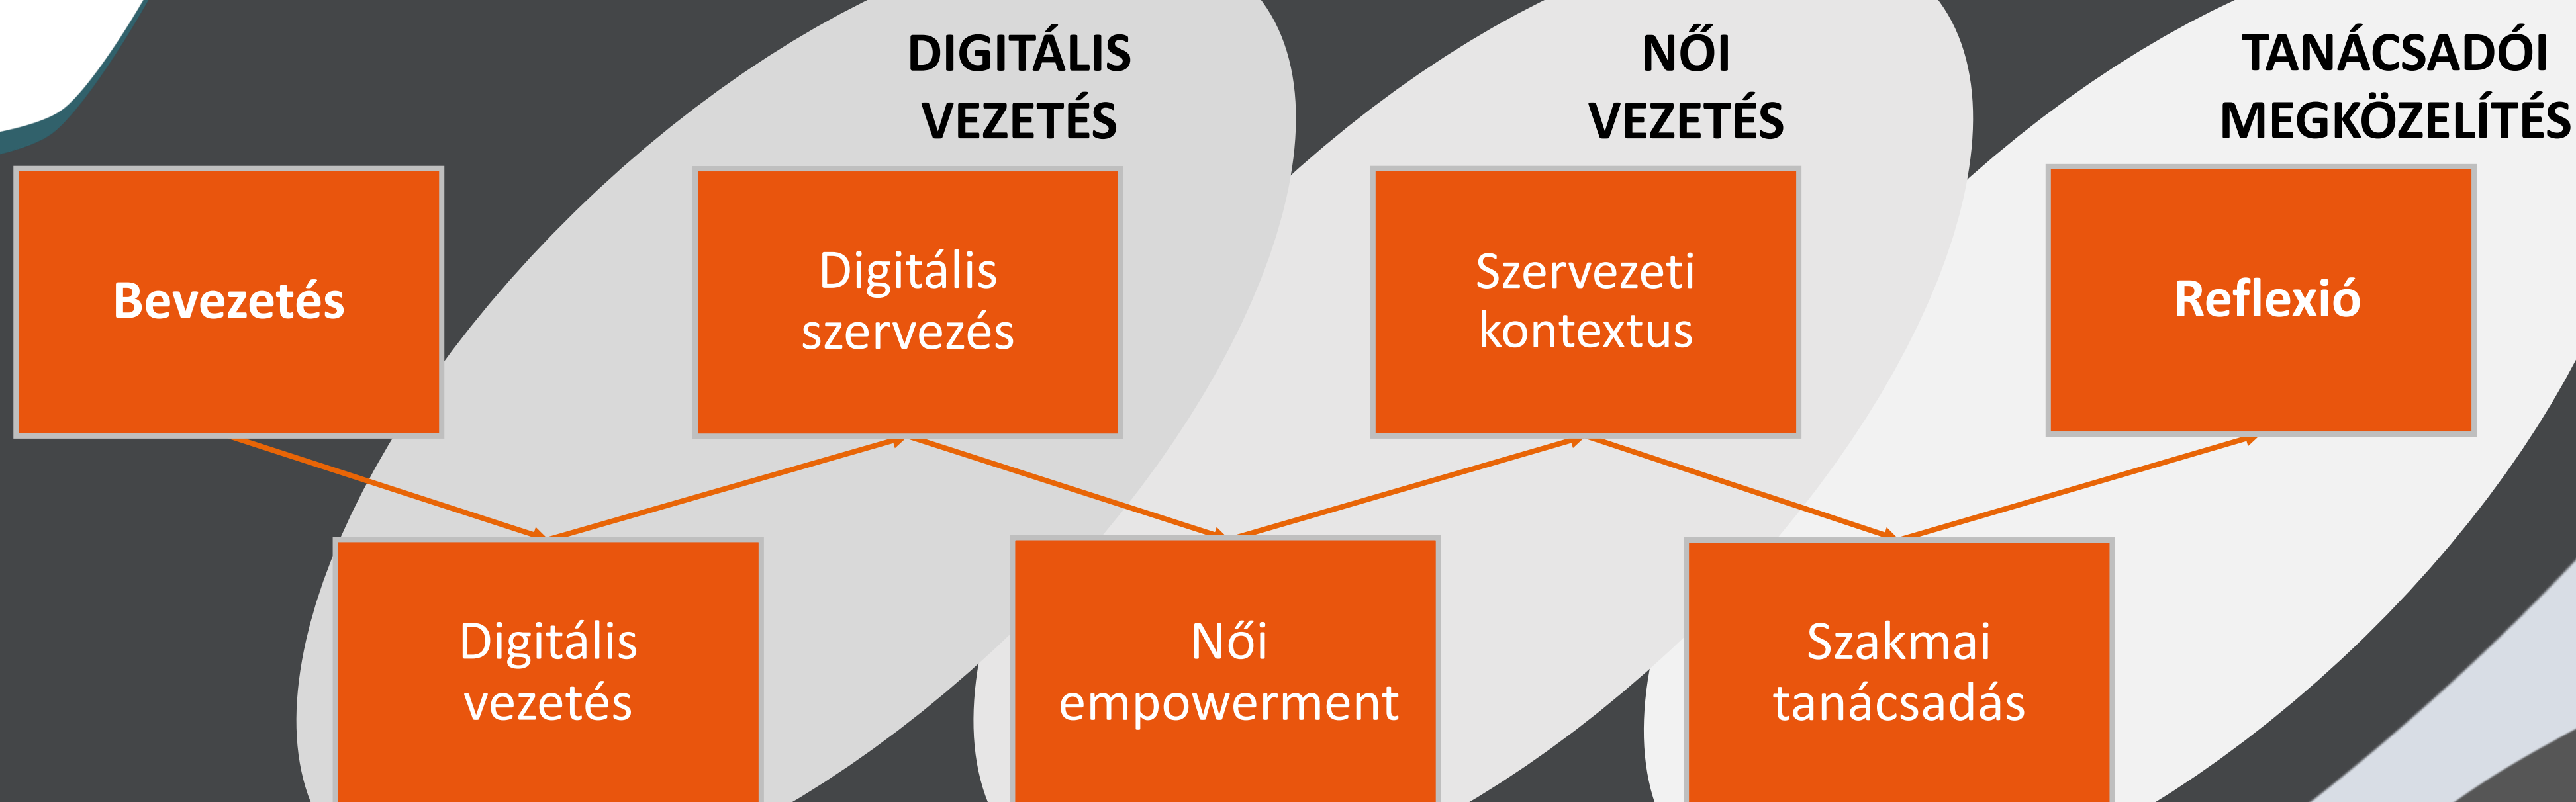 DIGITÁLIS
VEZETÉS
NŐI
VEZETÉS
TANÁCSADÓI
MEGKÖZELÍTÉS
Bevezetés
Digitális
szervezés
Szervezeti
kontextus
Reflexió
Digitális
vezetés
Női
empowerment
Szakmai
tanácsadás